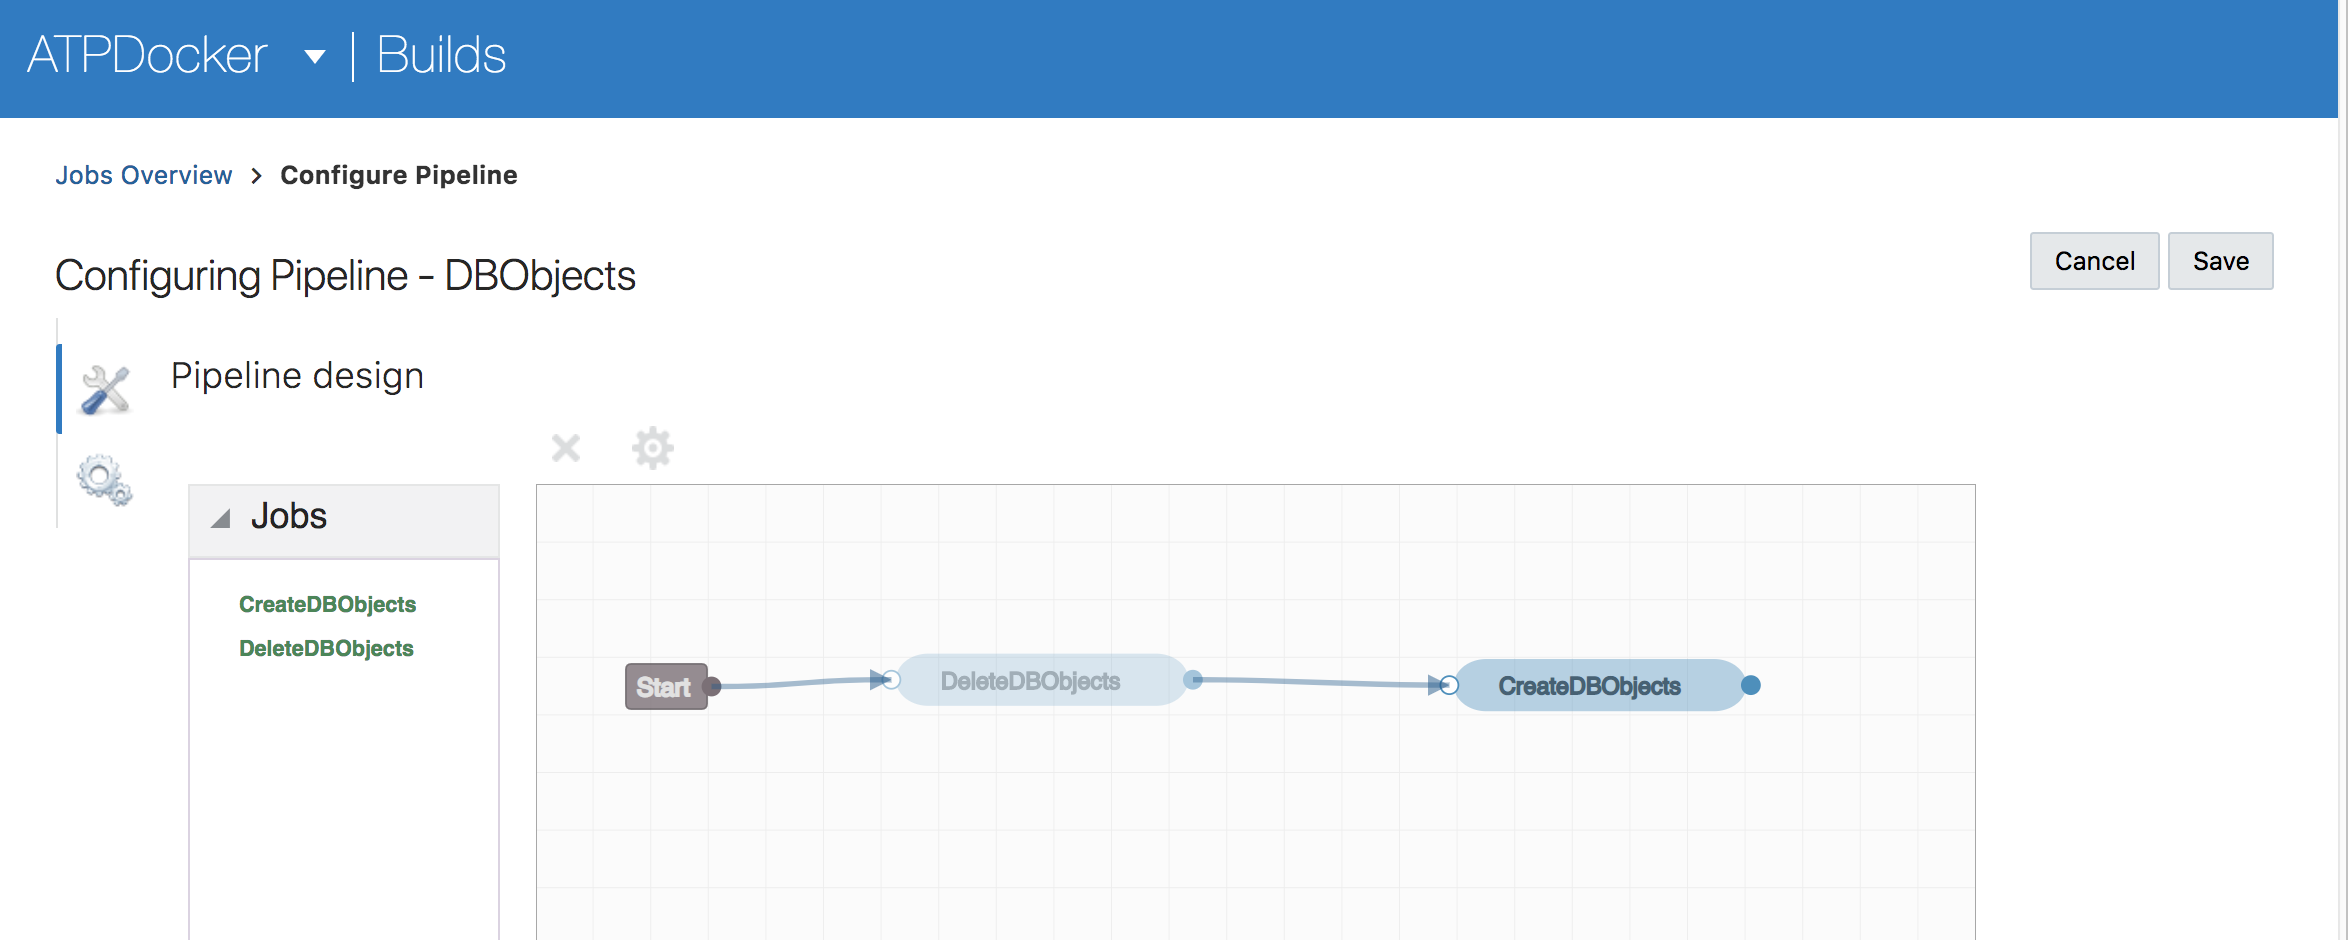 ATPDocker | Builds
Jobs Overview > Configure Pipeline
Configuring Pipeline - DBObjects
Cancel
Save
Pipeline design
Jobs
CreateDBObjects
DeleteDBObjects
Start
DeleteDBObjects
CreateDBObjects